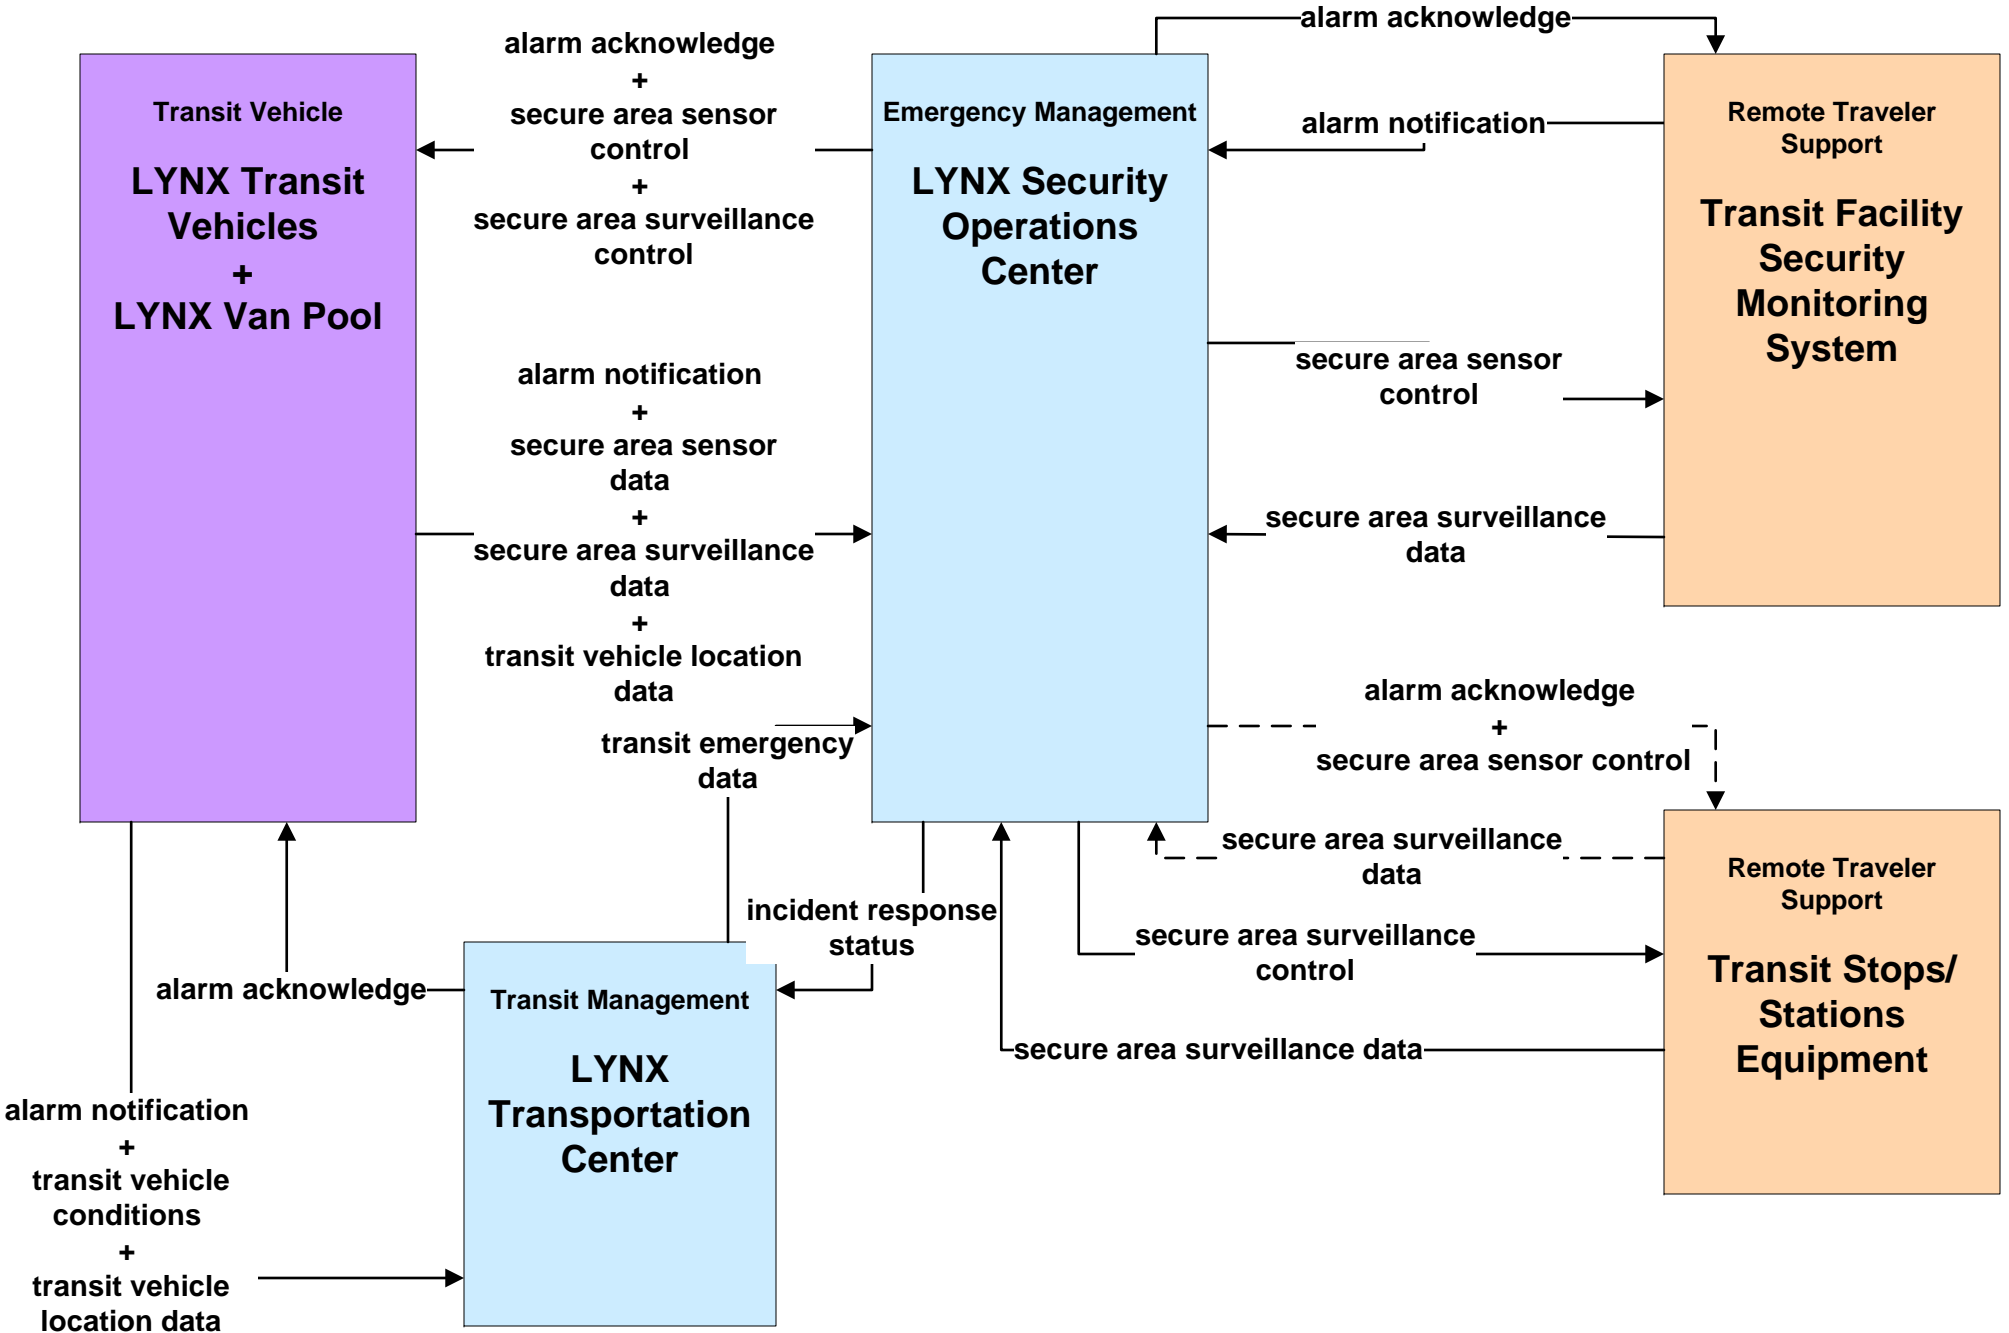 alarm acknowledge
alarm acknowledge
+
secure area sensor
control
+
secure area surveillance
control
Transit Vehicle
LYNX Transit
Vehicles
+
LYNX Van Pool
Emergency Management
LYNX Security
Operations
Center
alarm notification
Remote Traveler
Support
Transit Facility
Security
Monitoring
System
secure area sensor
control
alarm notification
+
secure area sensor
data
+
secure area surveillance
data
+
transit vehicle location
data
secure area surveillance
data
transit emergency
data
alarm acknowledge
+
secure area sensor control
secure area surveillance
data
Remote Traveler
Support
Transit Stops/
Stations
Equipment
incident response
status
secure area surveillance
control
alarm acknowledge
Transit Management
LYNX
Transportation
Center
secure area surveillance data
alarm notification
+
transit vehicle
conditions
+
transit vehicle
location data